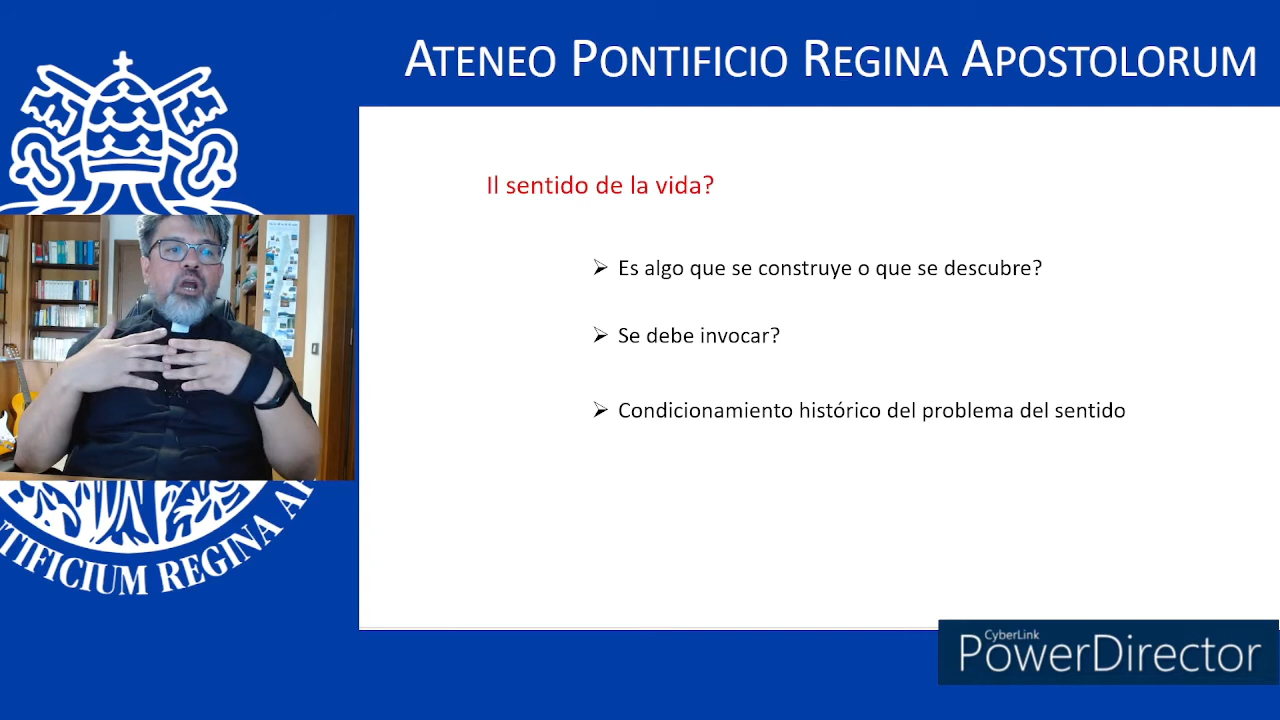 ATENEO PONTIFICIO REGINA APOSTOLORUM
Il sentido de la vida?
Es algo que se construye o que se descubre?
Se debe invocar?
Condicionamiento histórico del problema del sentido
TIFICIUM REGINA AP
CyberLink
PowerDirector